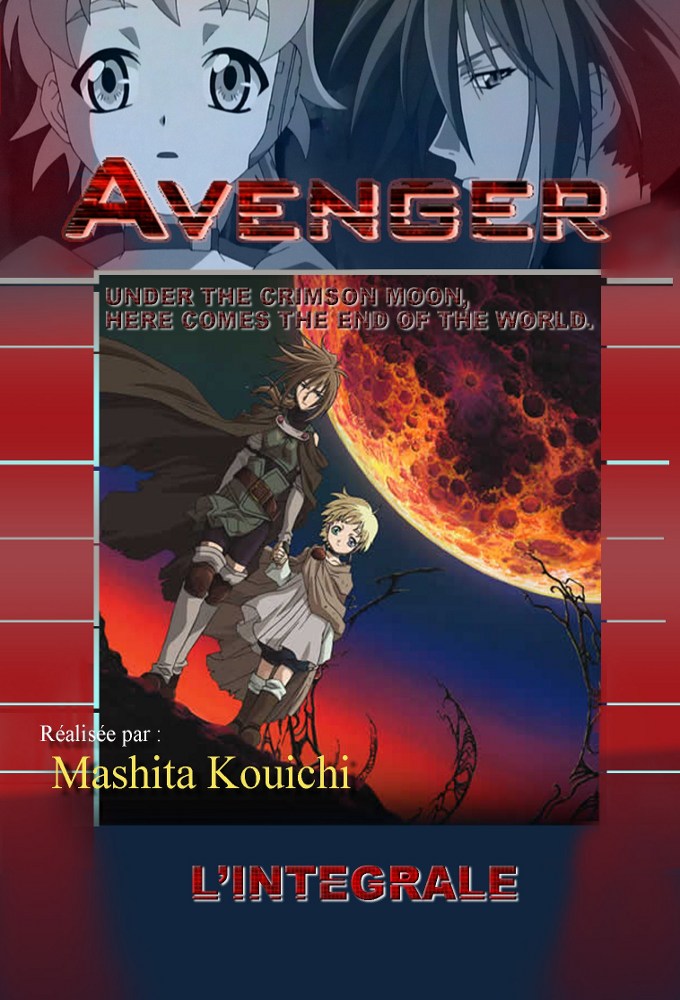 AVENGER
UNDER THE CRIMSON MOON,
HERE COMES THE END OF THE WORLD.
Réalisée par :
Mashita Kouichi
L'INTEGRALE